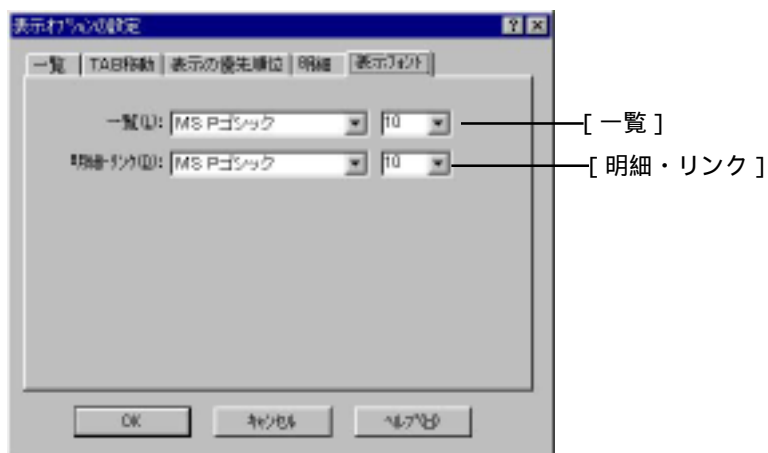 表示ｵﾌﾟｼｮﾝの設定
一覧 TAB移動 表示の優先順位 明細 表示ﾌｫﾝﾄ
一覧(L): MS Pゴシック 10 [ 一覧 ]
明細･ﾘﾝｸ(D): MS Pゴシック 10 [ 明細・リンク ]
OK ｷｬﾝｾﾙ ﾍﾙﾌﾟ(H)